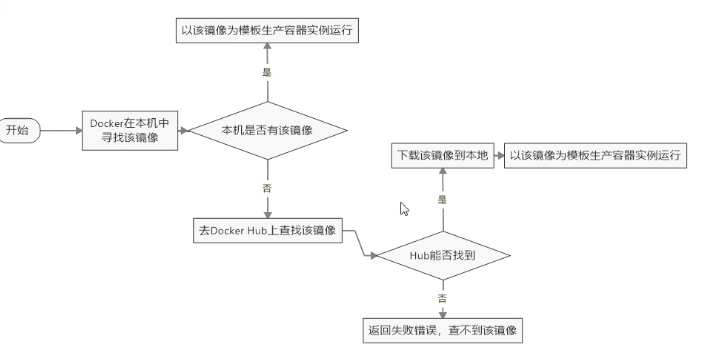 以该镜像为模板生产容器实例运行
是
开始
Docker在本机中
寻找该镜像
本机是否有该镜像
下载该镜像到本地
以该镜像为模板生产容器实例运行
否
是
去Docker Hub上查找该镜像
Hub能否找到
否
返回失败错误，查不到该镜像